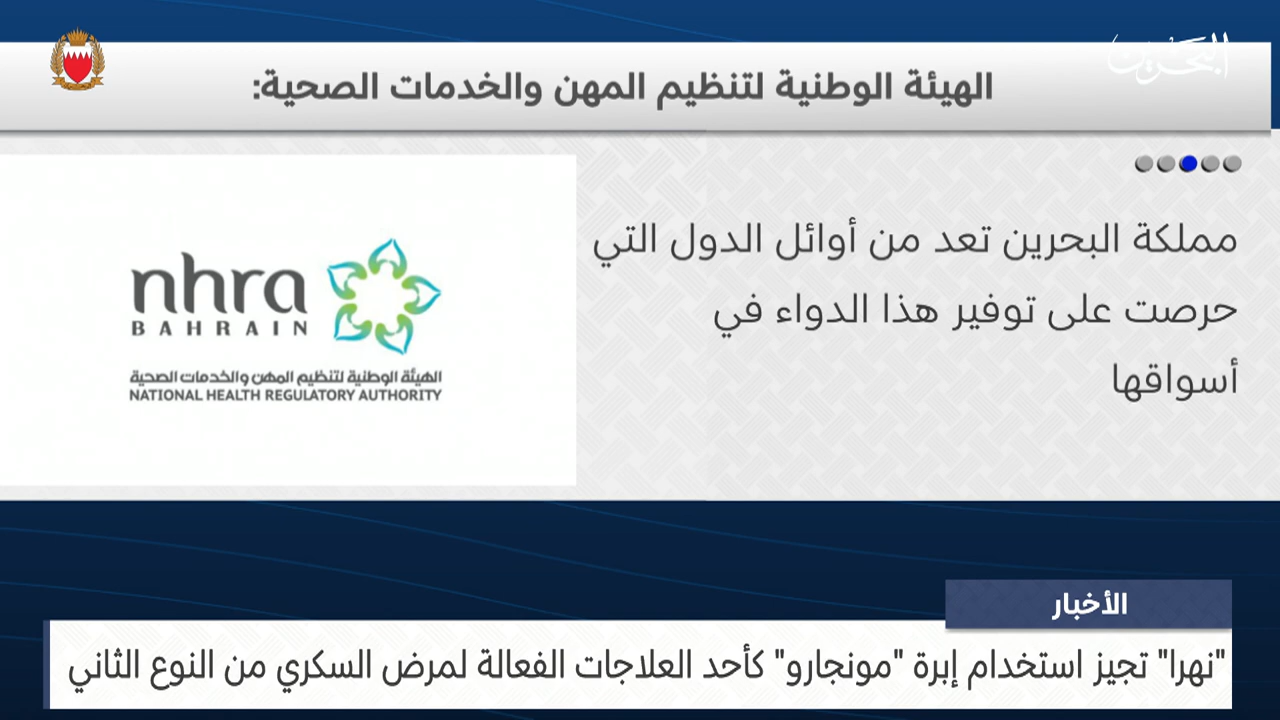 البحرين
الهيئة الوطنية لتنظيم المهن والخدمات الصحية:
مملكة البحرين تعد من أوائل الدول التي
حرصت على توفير هذا الدواء في
أسواقها
nhra
BAHRAIN
الهيئة الوطنية لتنظيم المهن والخدمات الصحية
NATIONAL HEALTH REGULATORY AUTHORITY
الأخبار
"نهرا" تجيز استخدام إبرة "مونجارو" كأحد العلاجات الفعالة لمرض السكري من النوع الثاني